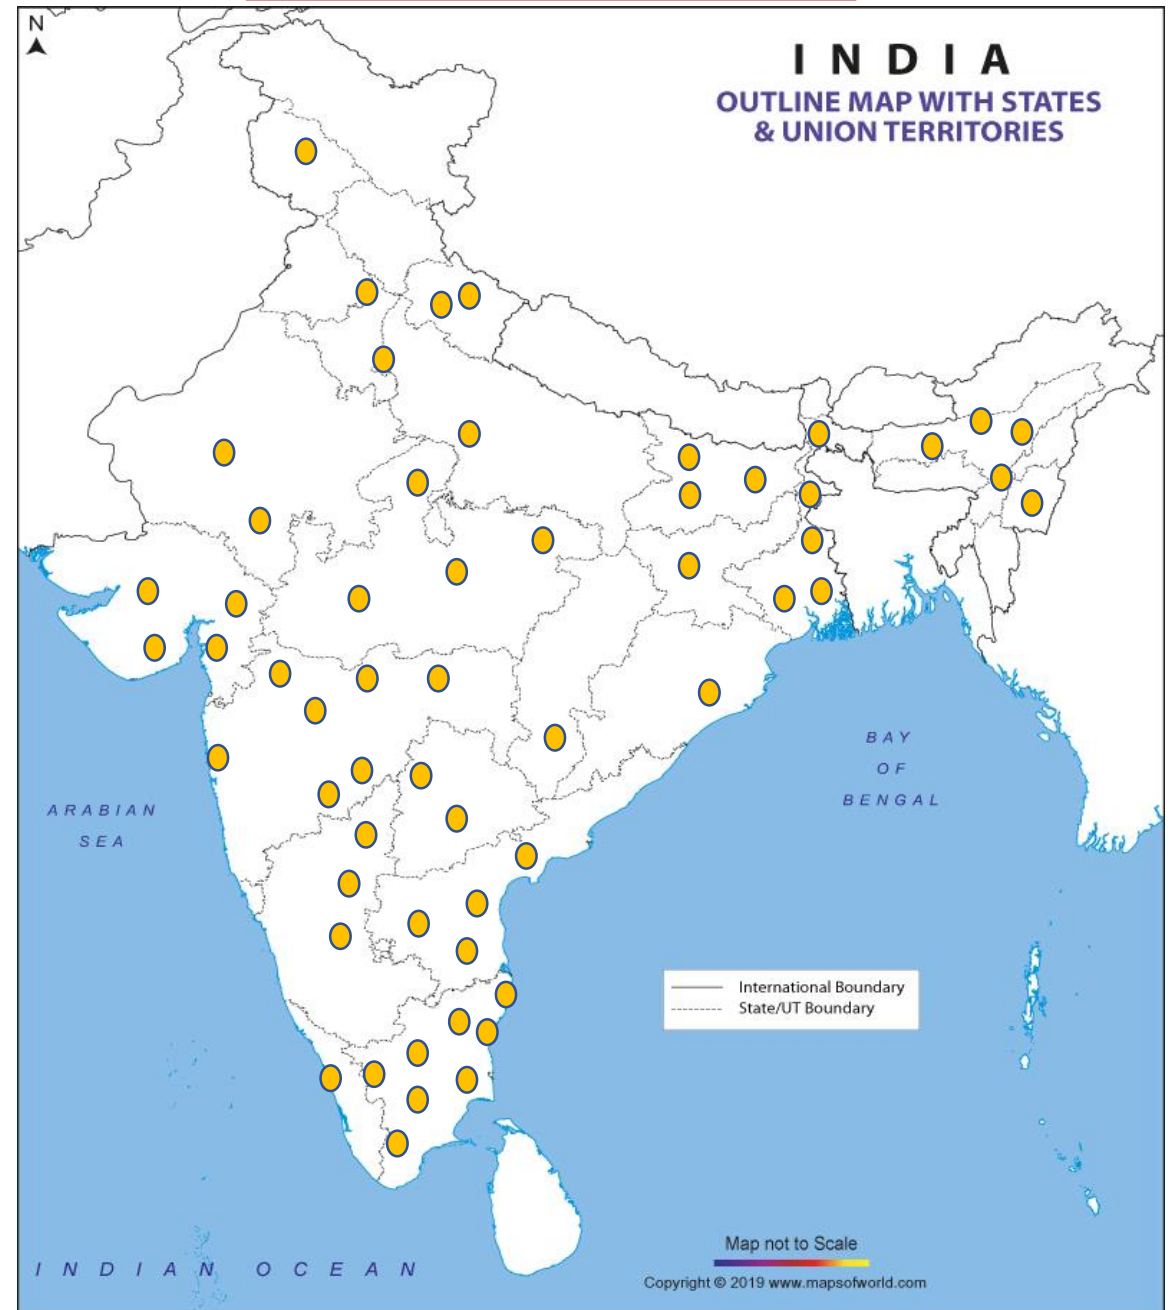 N
I N D I A
OUTLINE MAP WITH STATES
& UNION TERRITORIES
ARABIAN
SEA
BAY
OF
BENGAL
International Boundary
State/UT Boundary
INDIAN OCEAN
Map not to Scale
Copyright © 2019 www.mapsofworld.com